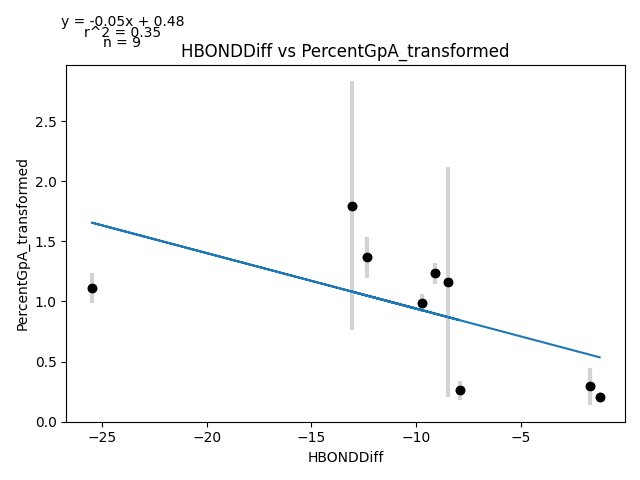 y = -0.05x + 0.48
r^2 = 0.35
n = 9
HBONDDiff vs PercentGpA_transformed
PercentGpA_transformed
2.5
2.0
1.5
1.0
0.5
0.0
−25
−20
−15
−10
−5
HBONDDiff